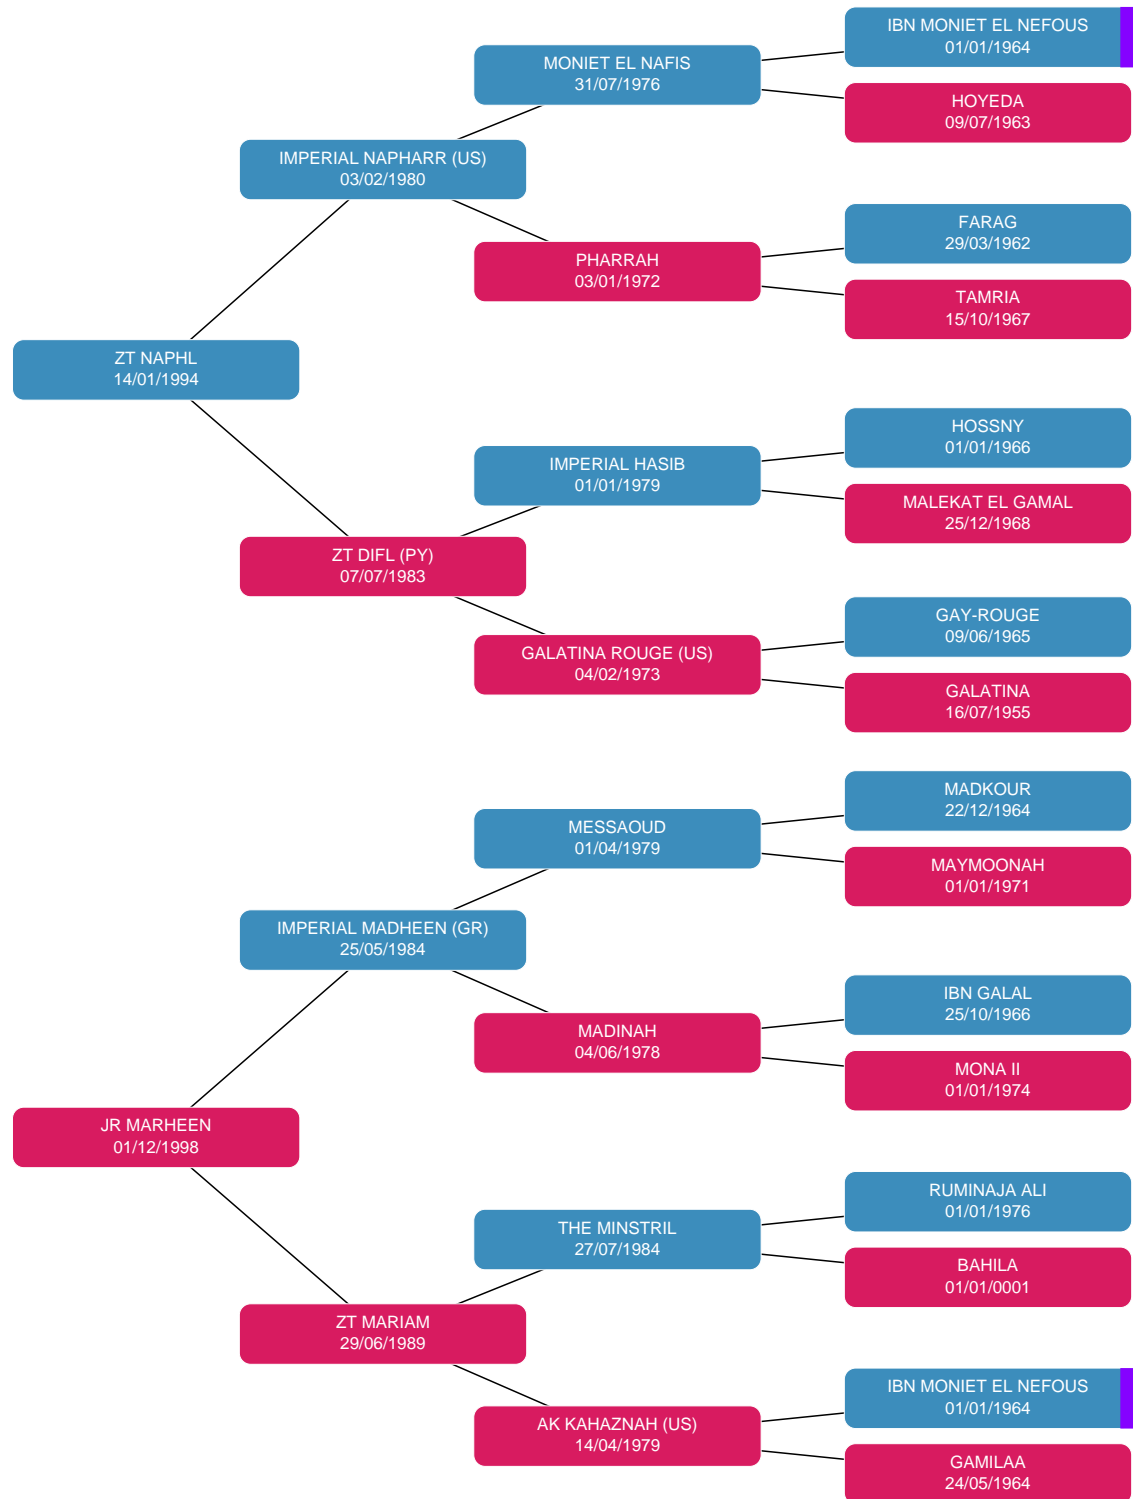 IBN MONIET EL NEFOUS
01/01/1964
MONIET EL NAFIS
31/07/1976
HOYEDA
09/07/1963
IMPERIAL NAPHARR (US)
03/02/1980
FARAG
29/03/1962
PHARRAH
03/01/1972
TAMRIA
15/10/1967
ZT NAPHL
14/01/1994
HOSSNY
01/01/1966
IMPERIAL HASIB
01/01/1979
MALEKAT EL GAMAL
25/12/1968
ZT DIFL (PY)
07/07/1983
GAY-ROUGE
09/06/1965
GALATINA ROUGE (US)
04/02/1973
GALATINA
16/07/1955
MADKOUR
22/12/1964
MESSAOUD
01/04/1979
MAYMOONAH
01/01/1971
IMPERIAL MADHEEN (GR)
25/05/1984
IBN GALAL
25/10/1966
MADINAH
04/06/1978
MONA II
01/01/1974
JR MARHEEN
01/12/1998
RUMINAJA ALI
01/01/1976
THE MINSTRIL
27/07/1984
BAHILA
01/01/0001
ZT MARIAM
29/06/1989
IBN MONIET EL NEFOUS
01/01/1964
AK KAHAZNAH (US)
14/04/1979
GAMILAA
24/05/1964